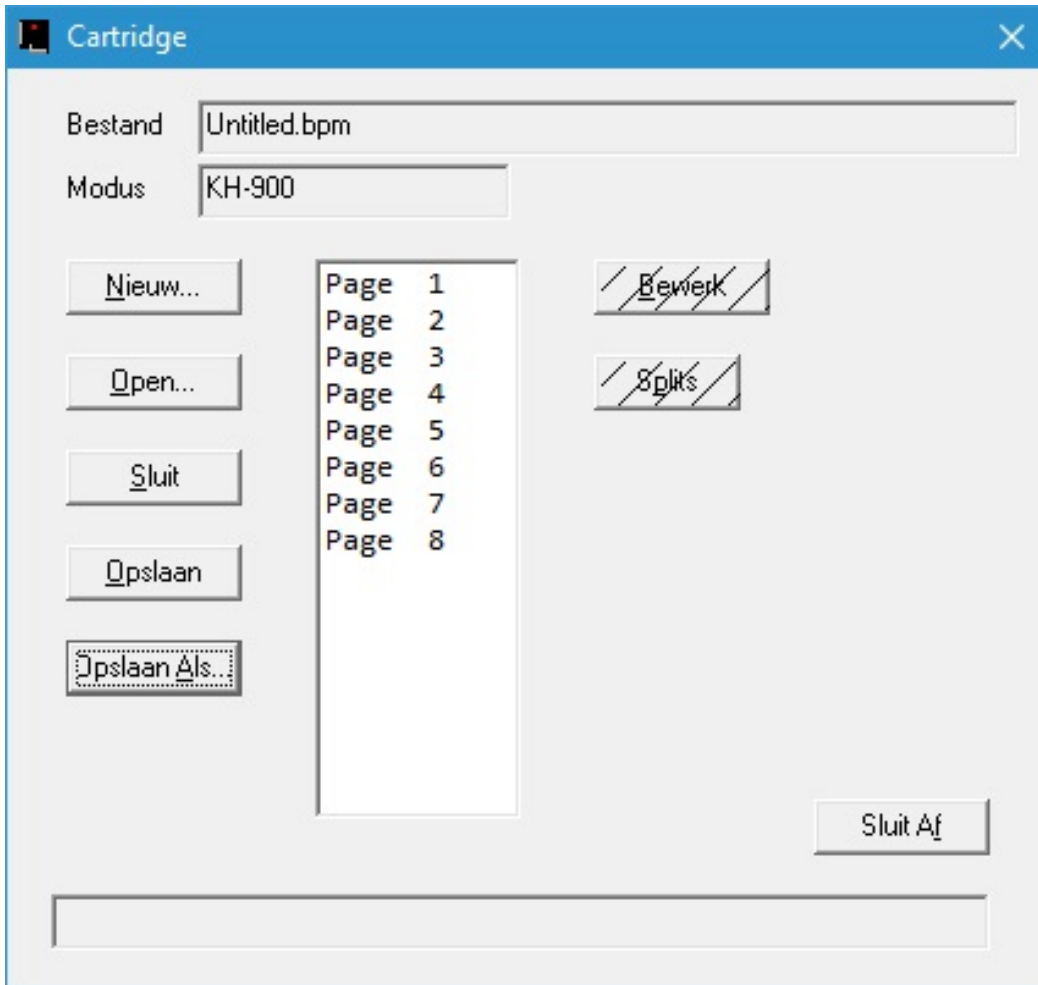 Cartridge
Bestand Untitled.bpm
Modus KH-900
Nieuw...
Open...
Sluit
Opslaan
Opslaan Als...
Page 1
Page 2
Page 3
Page 4
Page 5
Page 6
Page 7
Page 8
Bewerk
Splits
Sluit Af